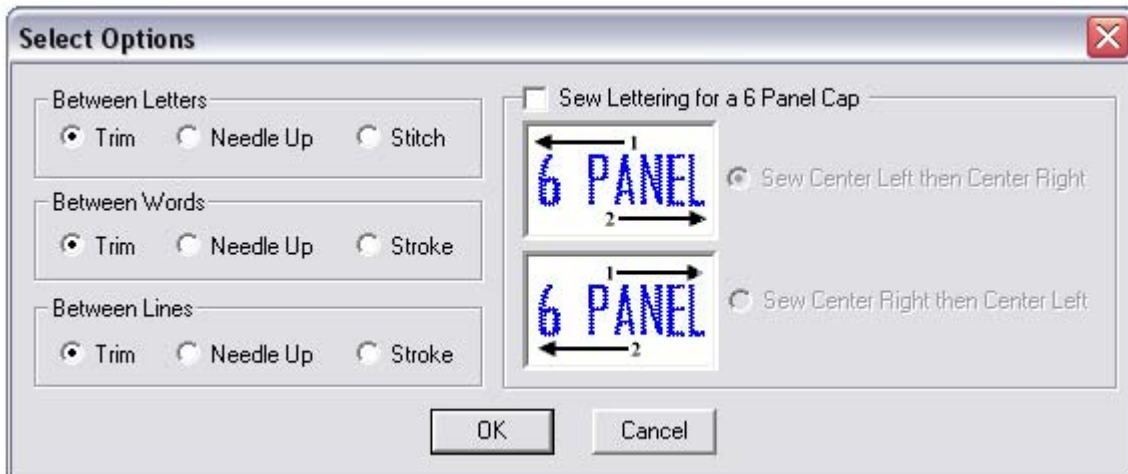 Select Options
Between Letters
Trim Needle Up Stitch
Between Words
Trim Needle Up Stroke
Between Lines
Trim Needle Up Stroke
Sew Lettering for a 6 Panel Cap
1
6 PANEL
2
Sew Center Left then Center Right
1
6 PANEL
2
Sew Center Right then Center Left
OK Cancel